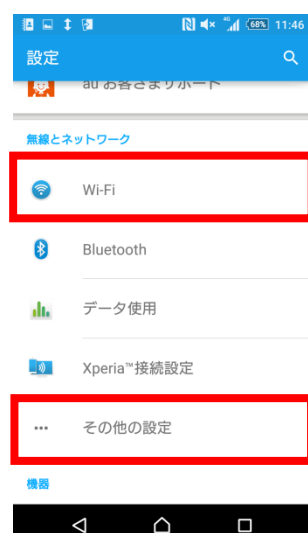 68% 11:46
設定
au お客さまサポート
無線とネットワーク
Wi-Fi
Bluetooth
データ使用
Xperia™接続設定
その他の設定
機器